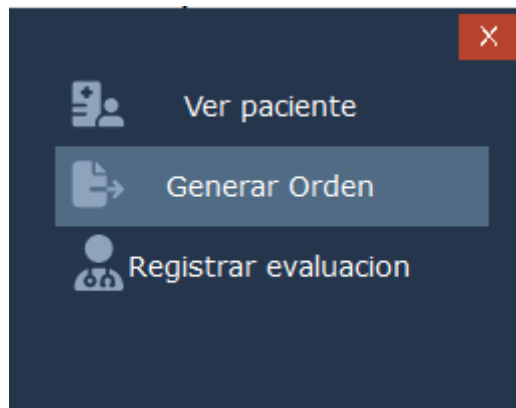 X
Ver paciente
Generar Orden
Registrar evaluacion